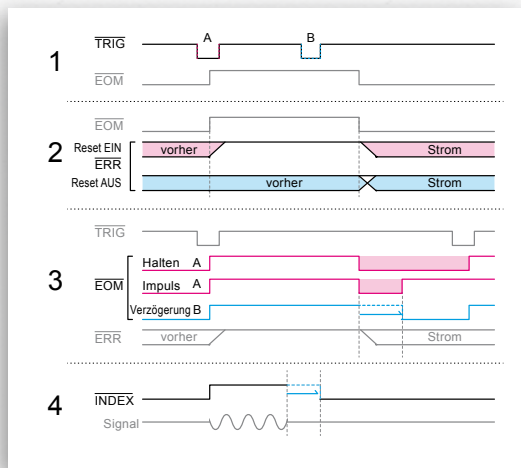 A B
1 TRIG
EOM
EOM
2 Reset EIN vorher Strom
ERR
Reset AUS vorher Strom
TRIG
3 Halten A
EOM Impuls A
Verzögerung B
ERR vorher Strom
4 INDEX
Signal